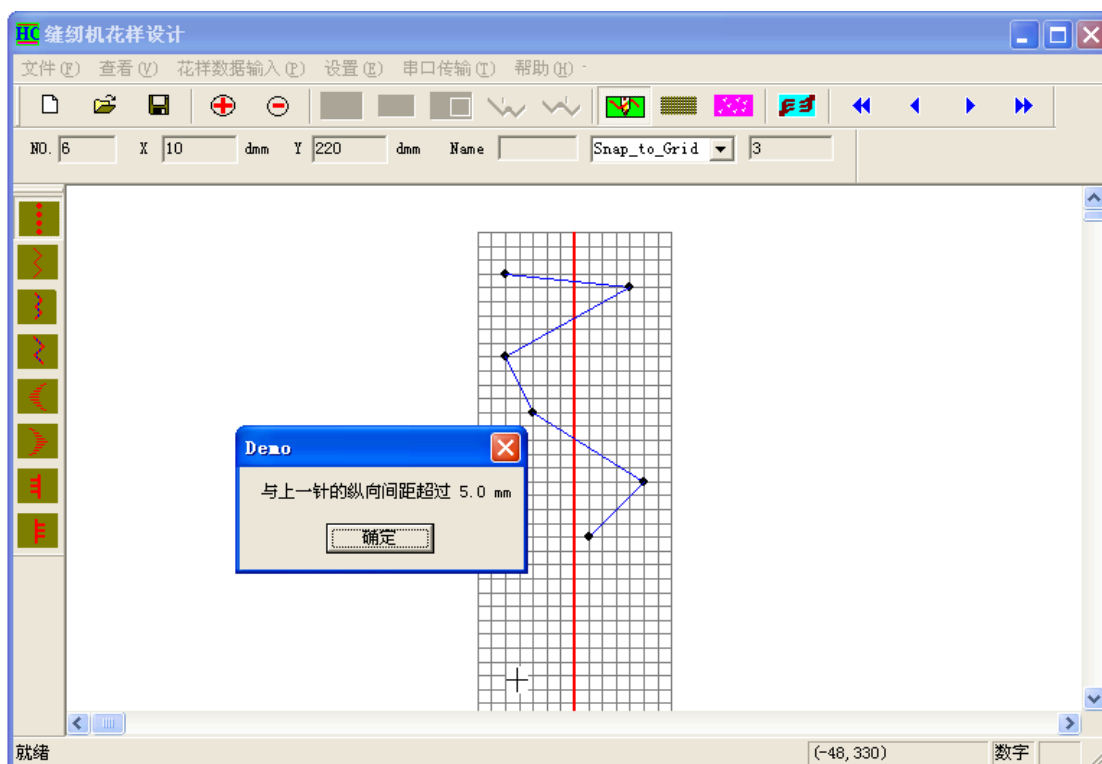 HC 缝纫机花样设计
文件(F) 查看(V) 花样数据输入(P) 设置(E) 串口传输(T) 帮助(H)
NO. 6 X 10 dmm Y 220 dmm Name Snap_to_Grid 3
Demo
与上一针的纵向间距超过 5.0 mm
确定
就绪 (-48,330) 数字